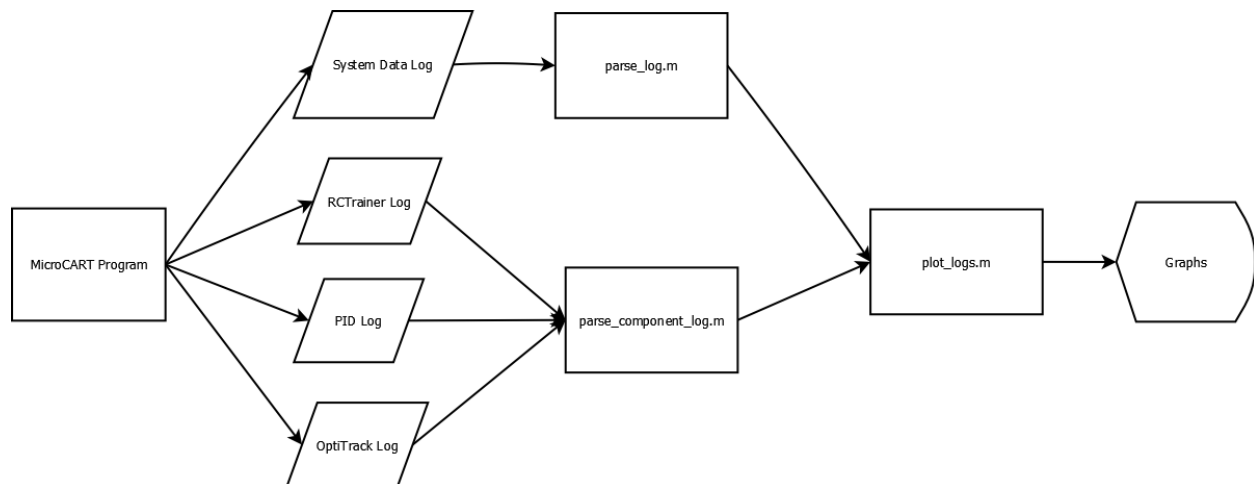 System Data Log
parse_log.m
RCTrainer Log
MicroCART Program
plot_logs.m
Graphs
PID Log
parse_component_log.m
OptiTrack Log